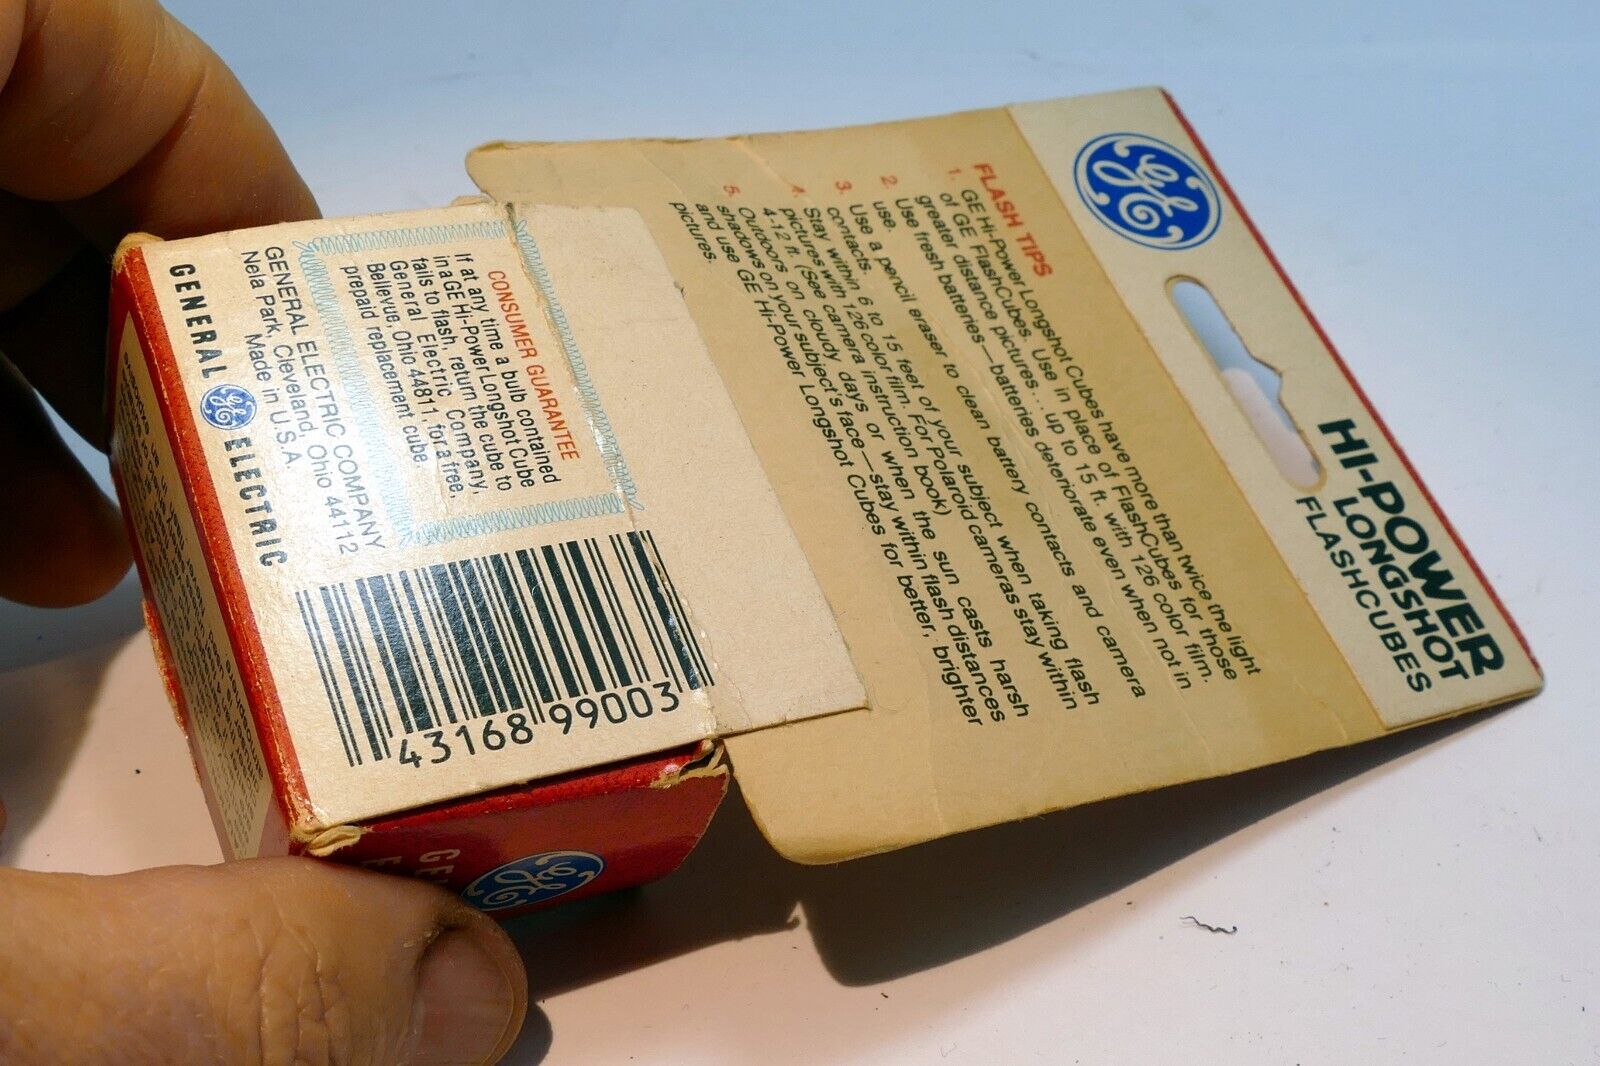 HI-POWER
LONGSHOT
FLASHCUBES
FLASH TIPS
1. GE Hi-Power Longshot Cubes have more than twice the light
of GE FlashCubes. Use in place of FlashCubes for those
greater distance pictures... up to 15 ft. with 126 color film.
2. Use fresh batteries—batteries deteriorate even when not in
use.
3. Use a pencil eraser to clean battery contacts and camera
contacts.
4. Stay within 6 to 15 feet of your subject when taking flash
pictures with 126 color film. For Polaroid cameras stay within
4-12 ft. (See camera instruction book)
5. Outdoors on cloudy days or when the sun casts harsh
shadows on your subject's face—stay within flash distances
and use GE Hi-Power Longshot Cubes for better, brighter
pictures.
CONSUMER GUARANTEE
If at any time a bulb contained
in a GE Hi-Power Longshot Cube
fails to flash, return the cube to
General Electric Company,
Bellevue, Ohio 44811, for a free,
prepaid replacement cube
GENERAL ELECTRIC COMPANY
Nela Park, Cleveland, Ohio 44112
Made in U.S.A.
GENERAL GE ELECTRIC
43168 99003